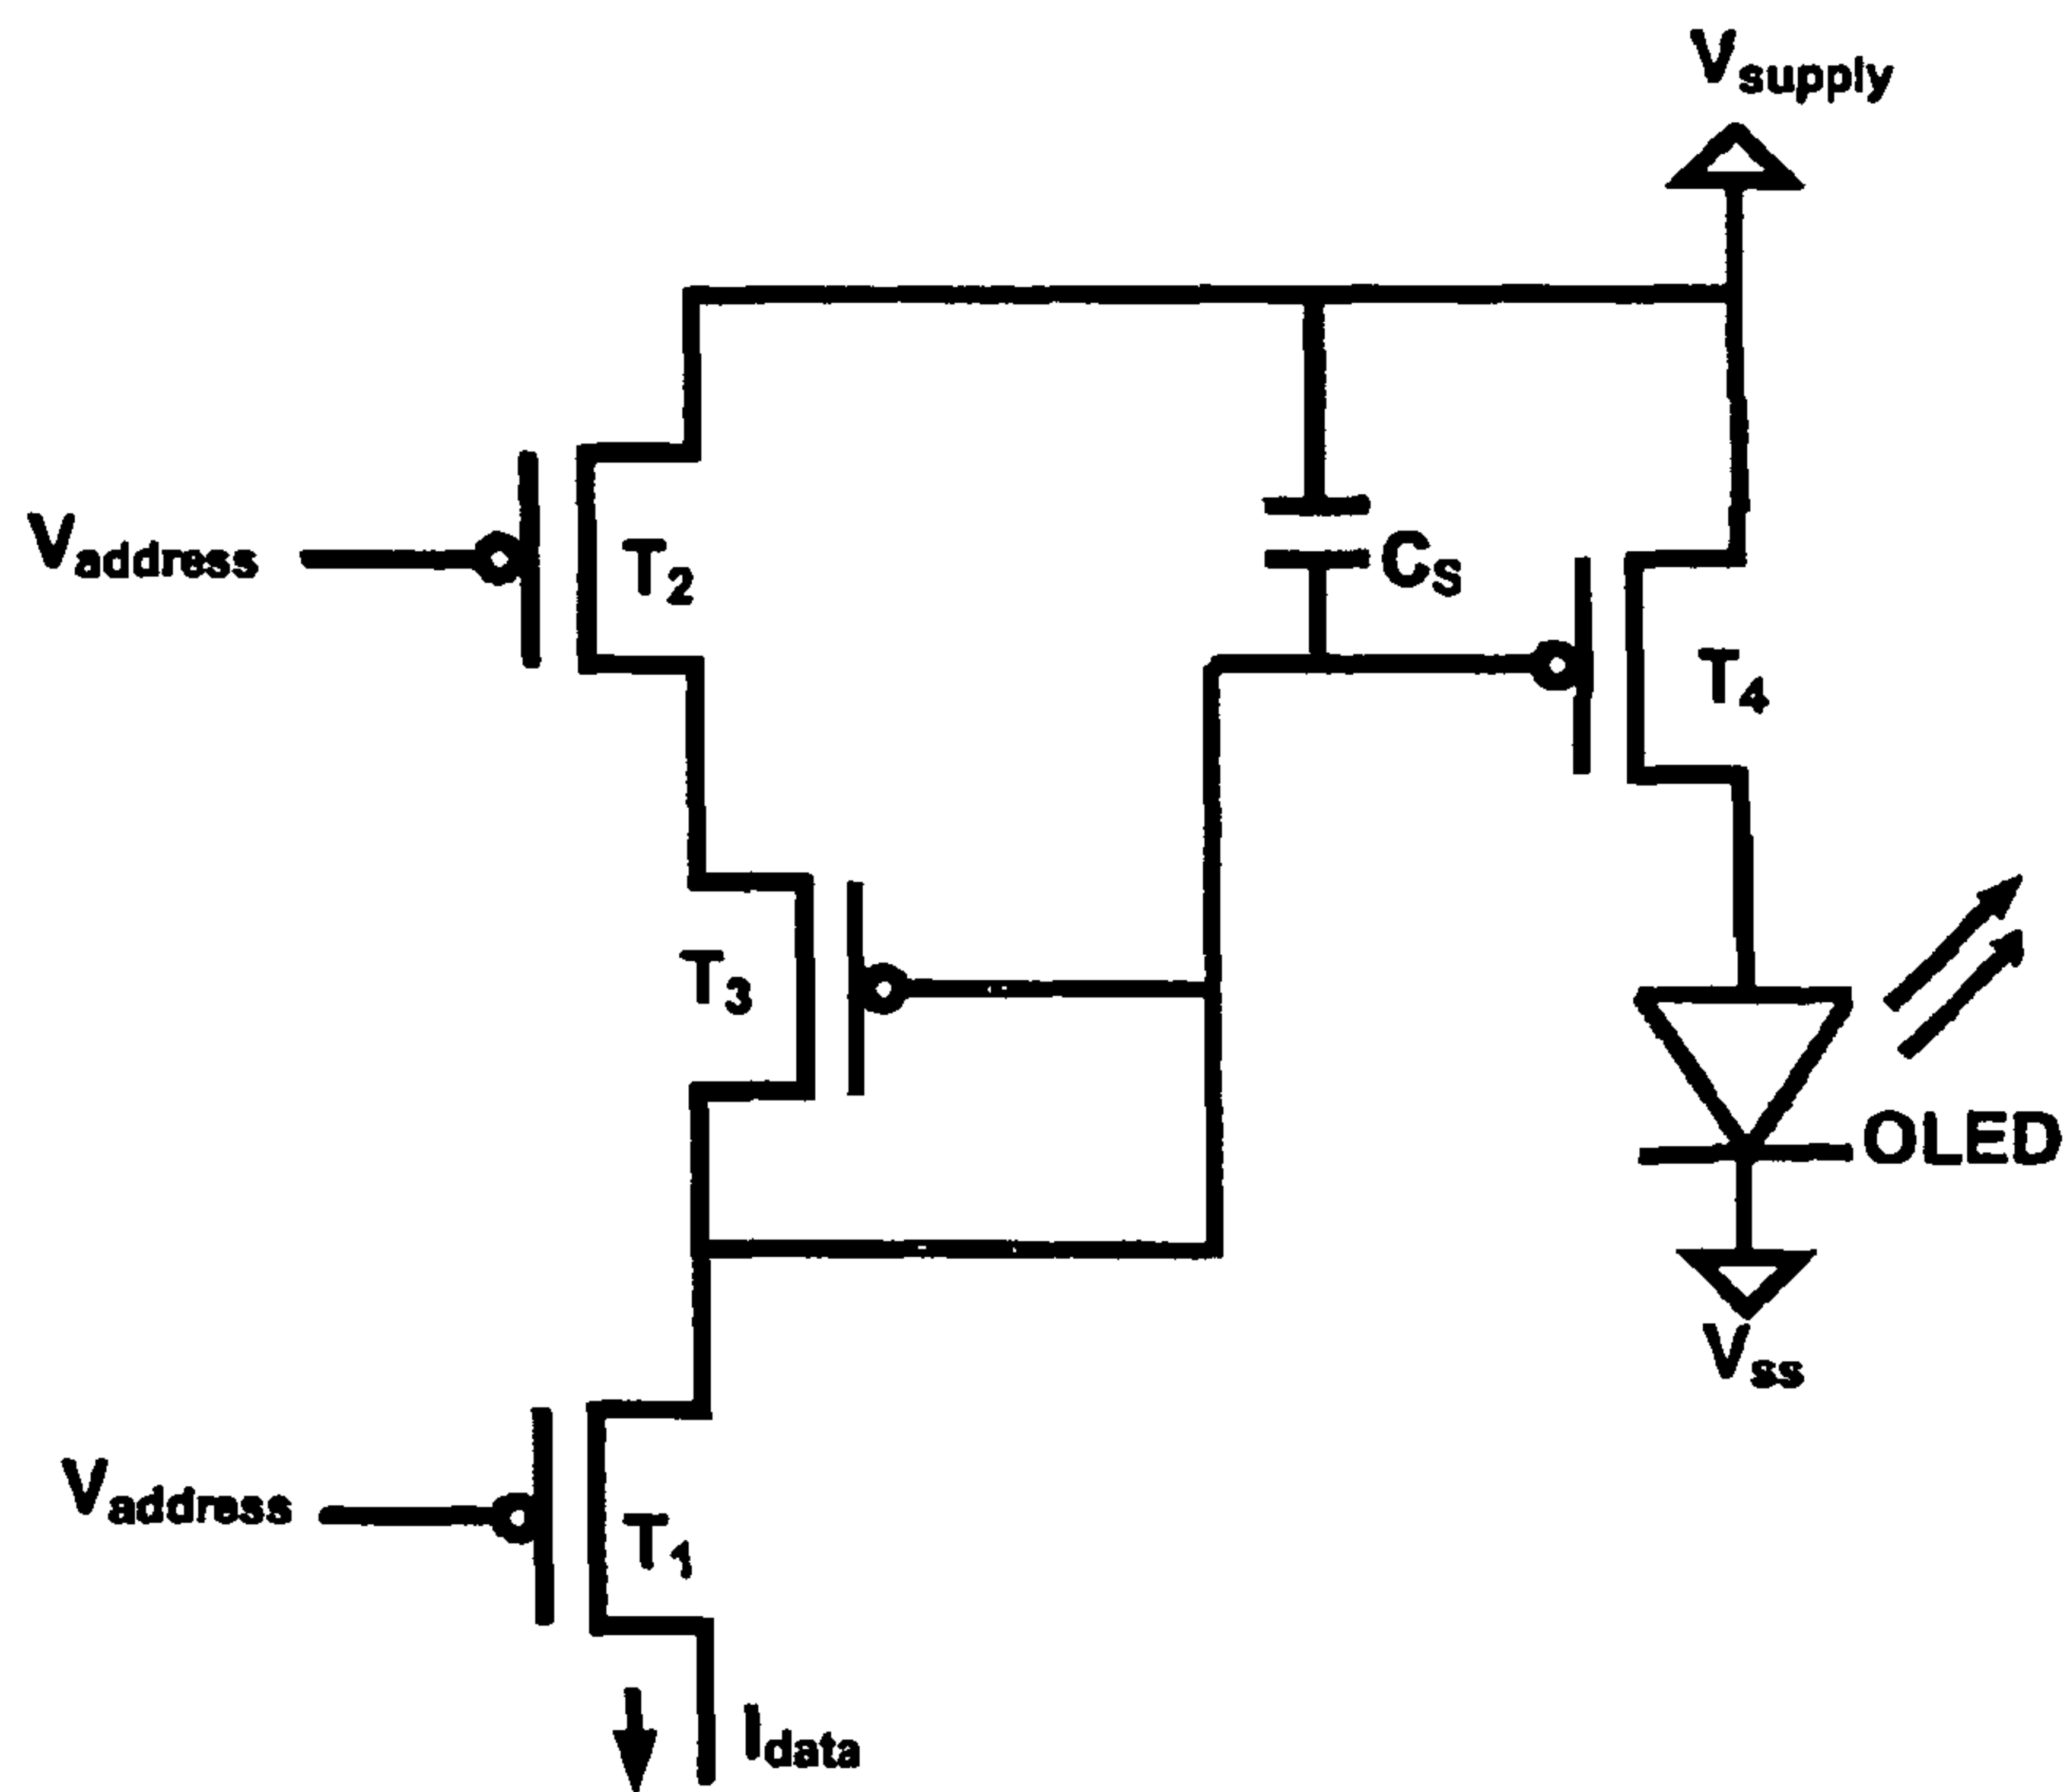 Vsupply
Vaddress
T2
CS
T4
T3
OLED
Vss
Vaddress
T1
Idata